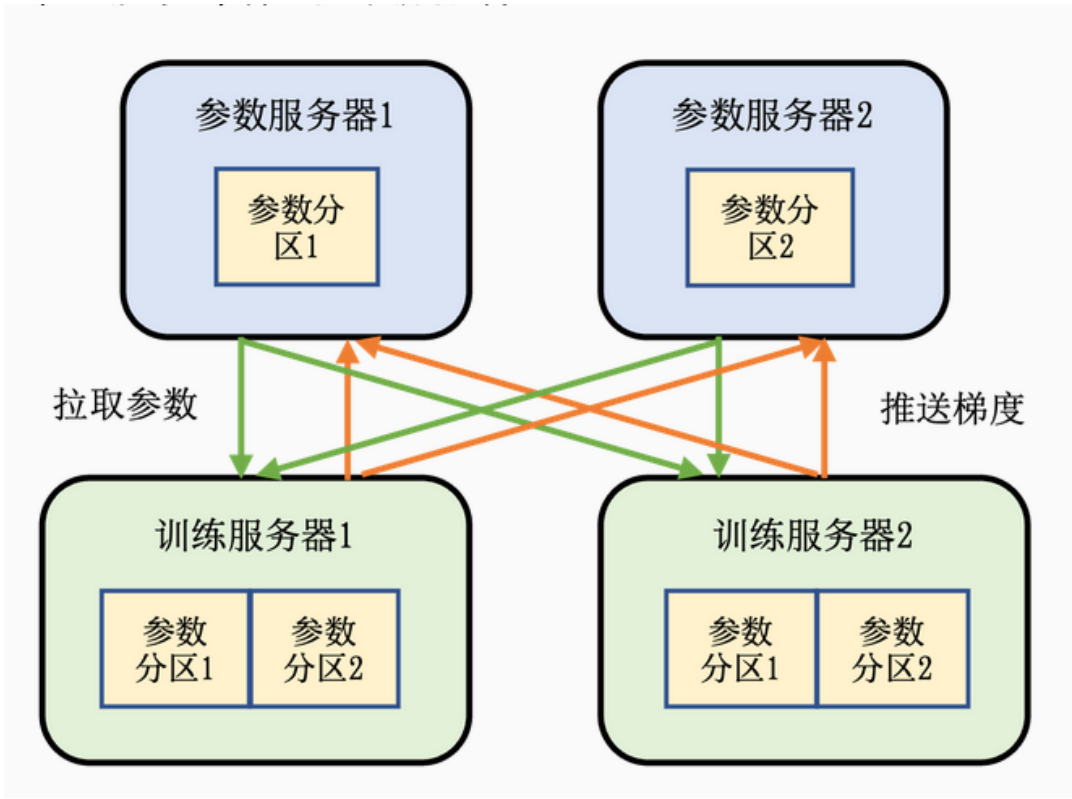 参数服务器1
参数服务器2
参数分
区1
参数分
区2
拉取参数
推送梯度
训练服务器1
训练服务器2
参数
分区1
参数
分区2
参数
分区1
参数
分区2